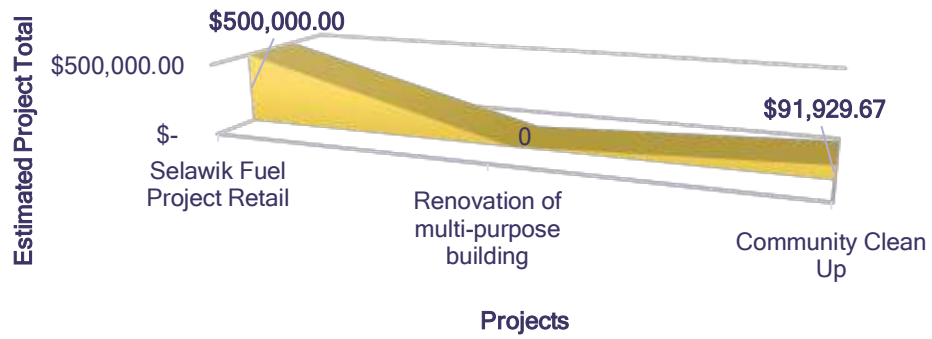 $500,000.00
$500,000.00
$91,929.67
$-
0
Selawik Fuel
Project Retail
Renovation of
multi-purpose
building
Community Clean
Up
Estimated Project Total
Projects